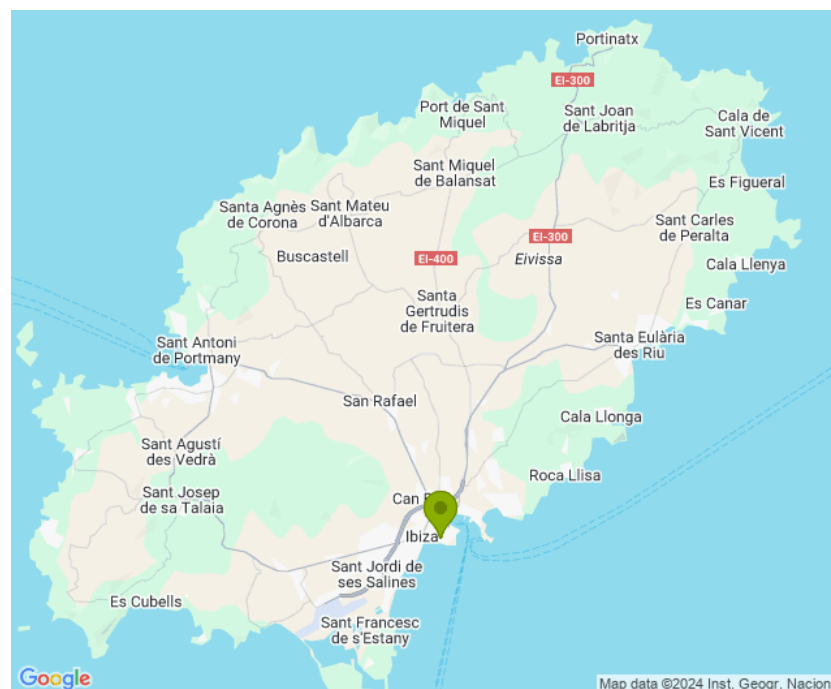 Portinatx
EI-300
Port de Sant
Miquel
Sant Joan
de Labritja
Cala de
Sant Vicent
Sant Miquel
de Balansat
Es Figueral
Santa Agnès
de Corona
Sant Mateu
d'Albarca
Sant Carles
de Peralta
EI-300
Buscastell
EI-400
Eivissa
Cala Llenya
Santa
Gertrudis
de Fruitera
Es Canar
Sant Antoni
de Portmany
Santa Eulària
des Riu
San Rafael
Cala Llonga
Sant Agustí
des Vedrà
Roca Llisa
Sant Josep
de sa Talaia
Can
Ibiza
Sant Jordi de
ses Salines
Es Cubells
Sant Francesc
de s'Estany
Google
Map data ©2024 Inst. Geogr. Nacion